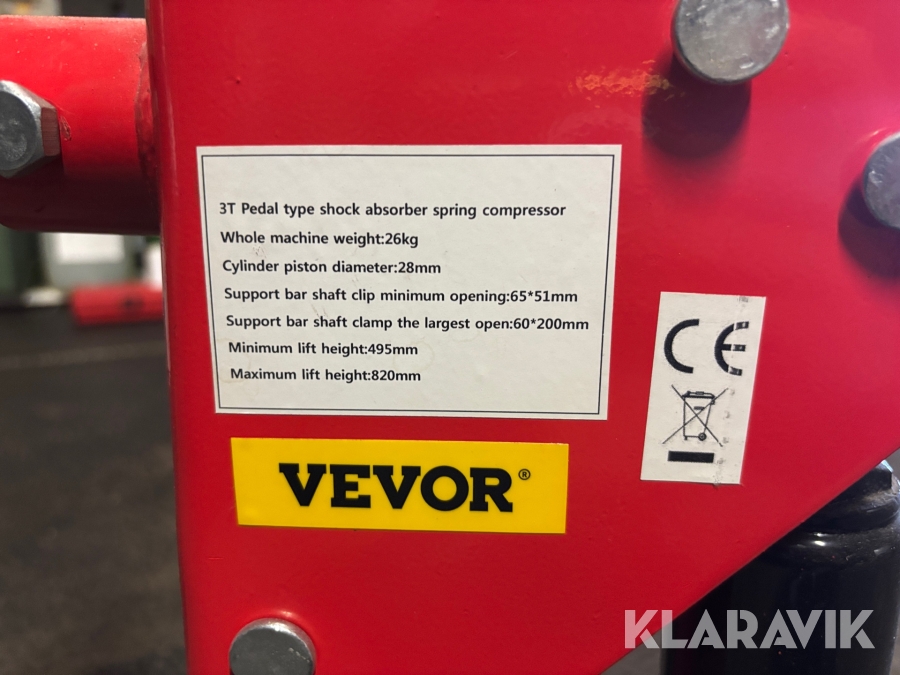 3T Pedal type shock absorber spring compressor
Whole machine weight:26kg
Cylinder piston diameter:28mm
Support bar shaft clip minimum opening:65*51mm
Support bar shaft clamp the largest open:60*200mm
Minimum lift height:495mm
Maximum lift height:820mm
CE
VEVOR®
KLARAVIK